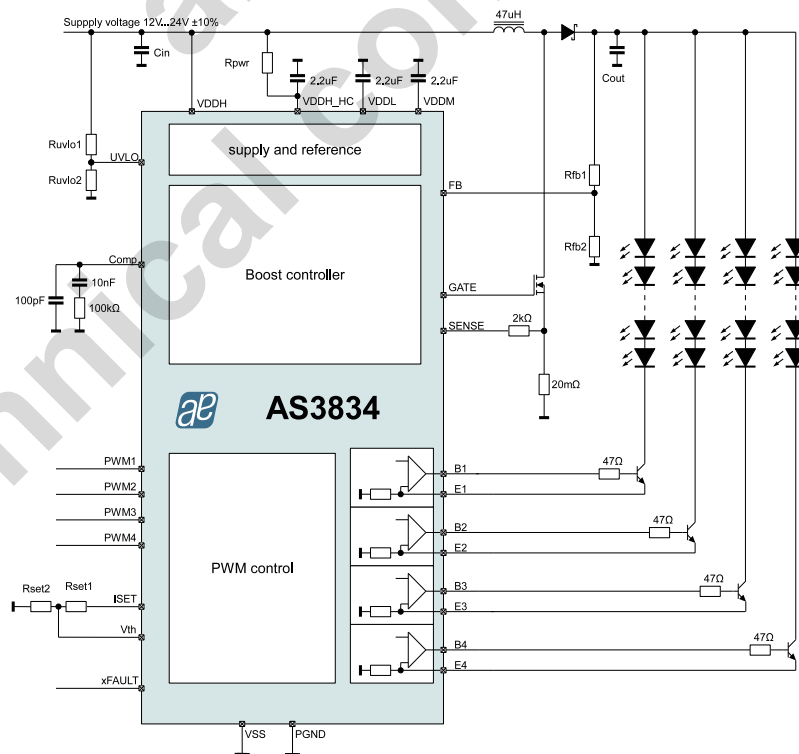 Suppply voltage 12V...24V ±10%
47uH
Cin
Rpwr
2.2uF
2.2uF
2.2uF
Cout
VDDH
VDDH_HC
VDDL
VDDM
Ruvlo1
UVLO
supply and reference
Ruvlo2
FB
Rfb1
Rfb2
Comp
Boost controller
10nF
100pF
100kΩ
GATE
SENSE
2kΩ
20mΩ
ae
AS3834
PWM1
PWM2
PWM3
PWM4
B1
47Ω
E1
B2
47Ω
E2
PWM control
B3
47Ω
E3
Rset2
Rset1
ISET
Vth
B4
47Ω
E4
xFAULT
VSS
PGND